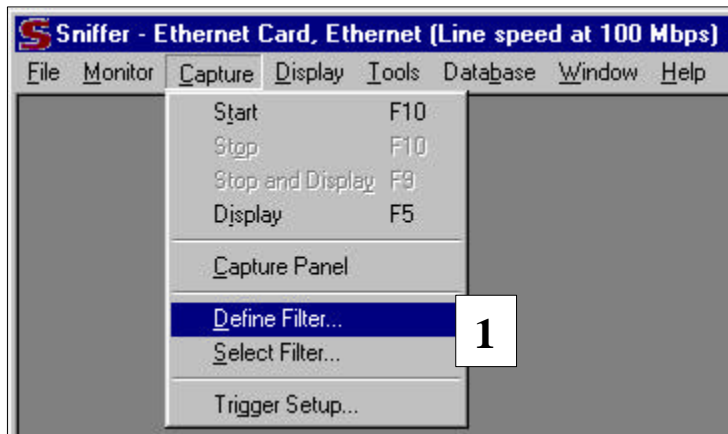 Sniffer - Ethernet Card, Ethernet (Line speed at 100 Mbps)
File Monitor Capture Display Tools Database Window Help
Start F10
Stop F10
Stop and Display F9
Display F5
Capture Panel
Define Filter...
1
Select Filter...
Trigger Setup...